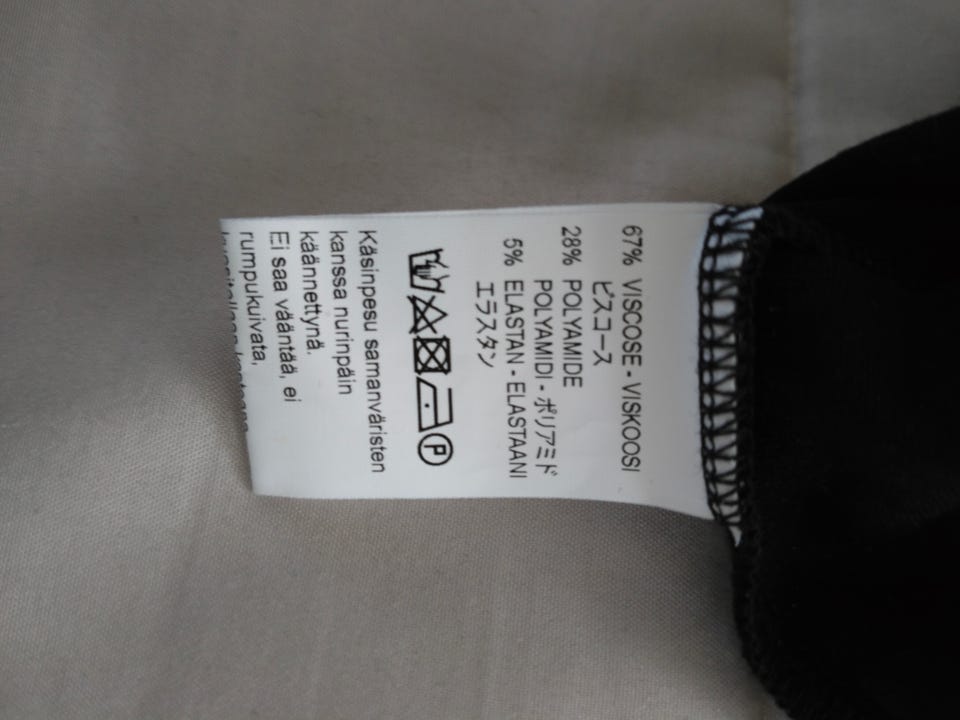 67% VISCOSE - VISKOOSI
ビスコース
28% POLYAMIDE
POLYAMIDI - ポリアミド
5% ELASTAN - ELASTAANI
エラスタン
P
Käsinpesu samanväristen
kanssa nurinpäin
käännettynä.
Ei saa vääntää, ei
rumpukuivata,